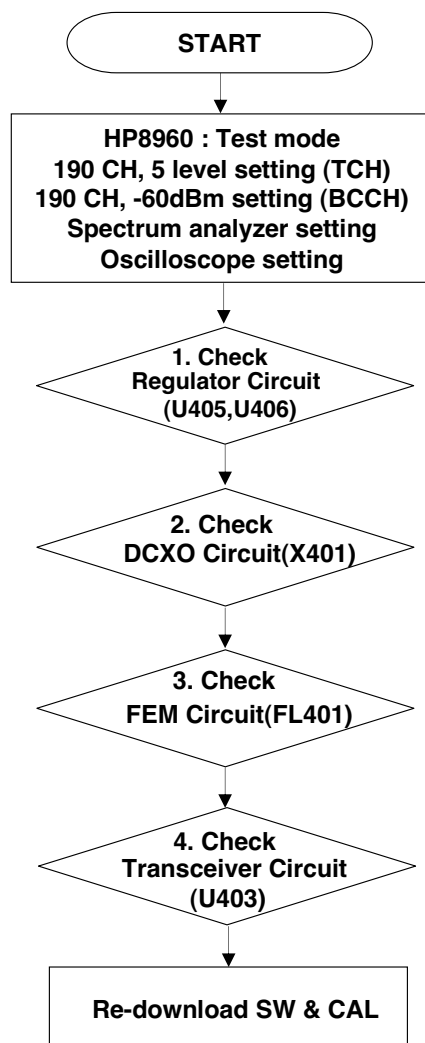 START
HP8960 : Test mode
190 CH, 5 level setting (TCH)
190 CH, -60dBm setting (BCCH)
Spectrum analyzer setting
Oscilloscope setting
1. Check
Regulator Circuit
(U405,U406)
2. Check
DCXO Circuit(X401)
3. Check
FEM Circuit(FL401)
4. Check
Transceiver Circuit
(U403)
Re-download SW & CAL